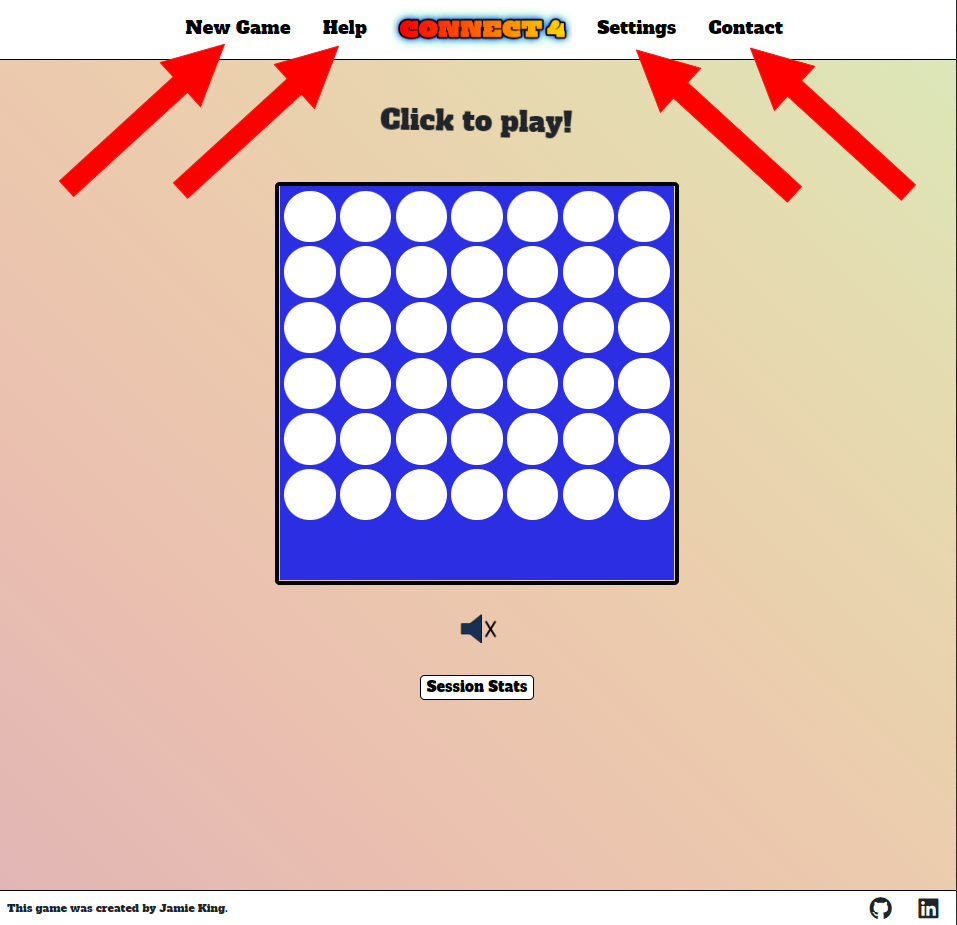 New Game Help CONNECT 4 Settings Contact
Click to play!
X
Session Stats
This game was created by Jamie King.
in